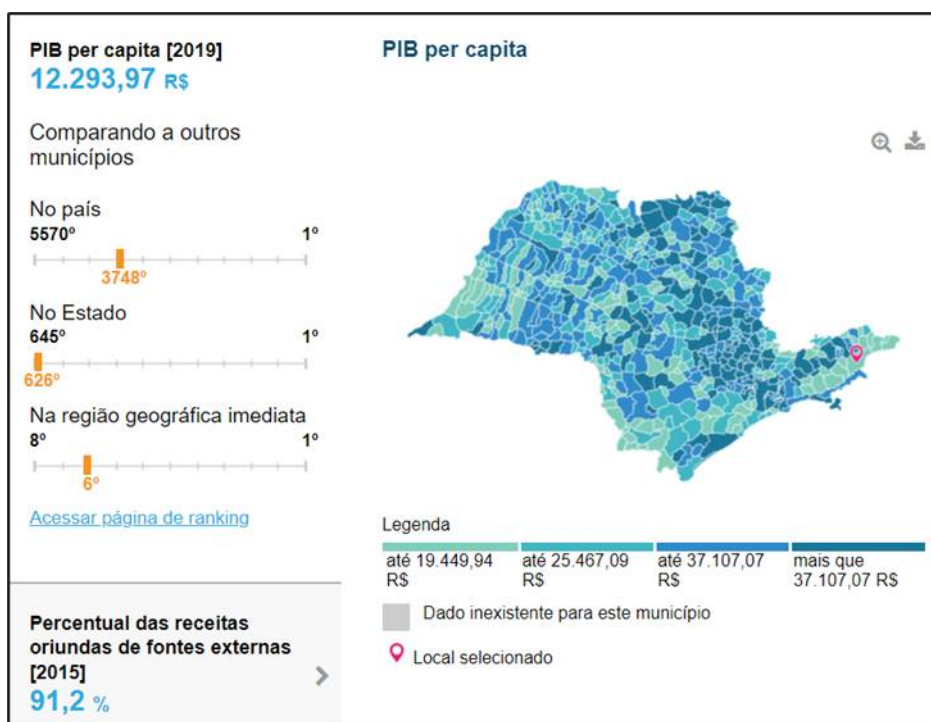 PIB per capita [2019]
12.293,97 R$
Comparando a outros
municípios
No país
5570º 1º
3748º
No Estado
645º 1º
626º
Na região geográfica imediata
8º 1º
6º
Acessar página de ranking
Percentual das receitas
oriundas de fontes externas
[2015]
91,2 %
PIB per capita
Legenda
até 19.449,94 R$
até 25.467,09 R$
até 37.107,07 R$
mais que 37.107,07 R$
Dado inexistente para este município
Local selecionado